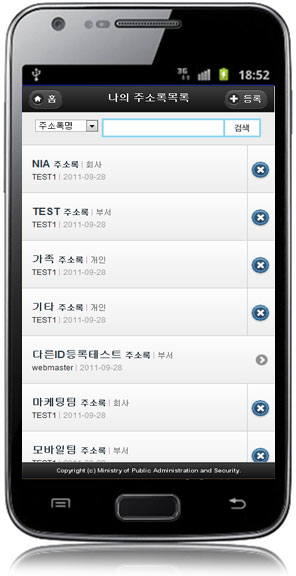 SAMSUNG
3G 18:52
홈 나의 주소록목록 등록
주소록명 검색
NIA 주소록 | 회사
TEST1 | 2011-09-28
TEST 주소록 | 부서
TEST1 | 2011-09-28
가족 주소록 | 개인
TEST1 | 2011-09-28
기타 주소록 | 개인
TEST1 | 2011-09-28
다른ID등록테스트 주소록 | 부서
webmaster | 2011-09-28
마케팅팀 주소록 | 회사
TEST1 | 2011-09-28
모바일팀 주소록 | 부서
TEST1 | 2011-09-28
Copyright (c) Ministry of Public Administration and Security.